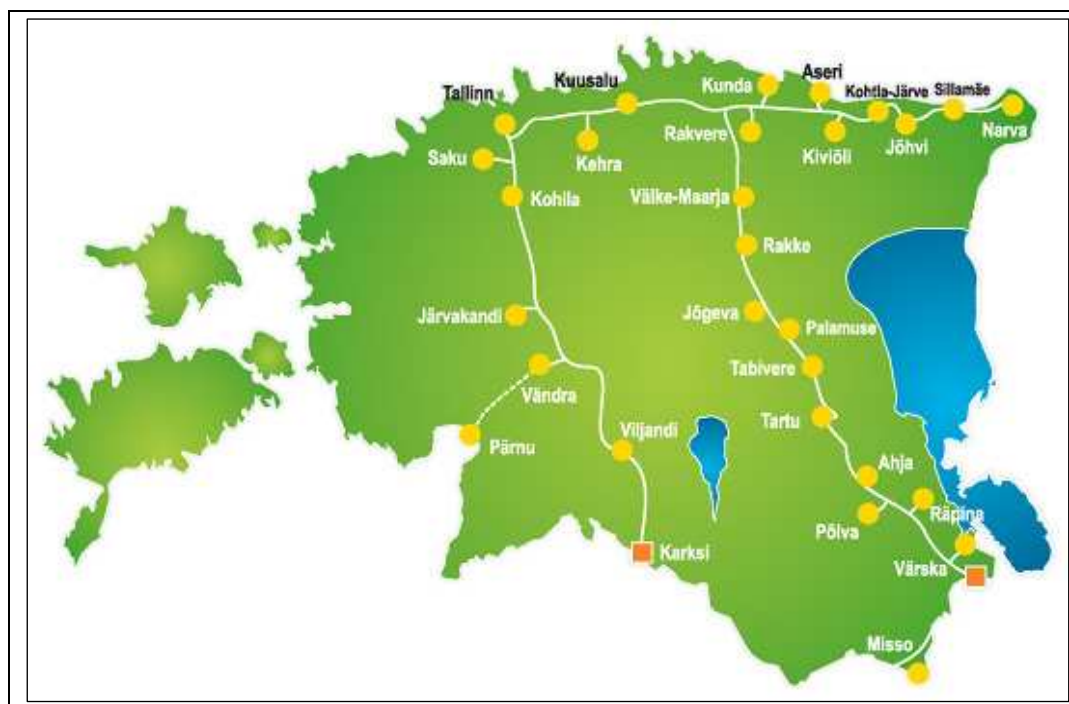 Aseri
Kuusalu
Kunda
Kohtla-Järve
Sillamäe
Tallinn
Narva
Rakvere
Kehra
Kiviõli
Jõhvi
Saku
Kohila
Väike-Maarja
Rakke
Järvakandi
Jõgeva
Palamuse
Tabivere
Vändra
Tartu
Viljandi
Pärnu
Ahja
Räpina
Põlva
Karksi
Värska
Misso